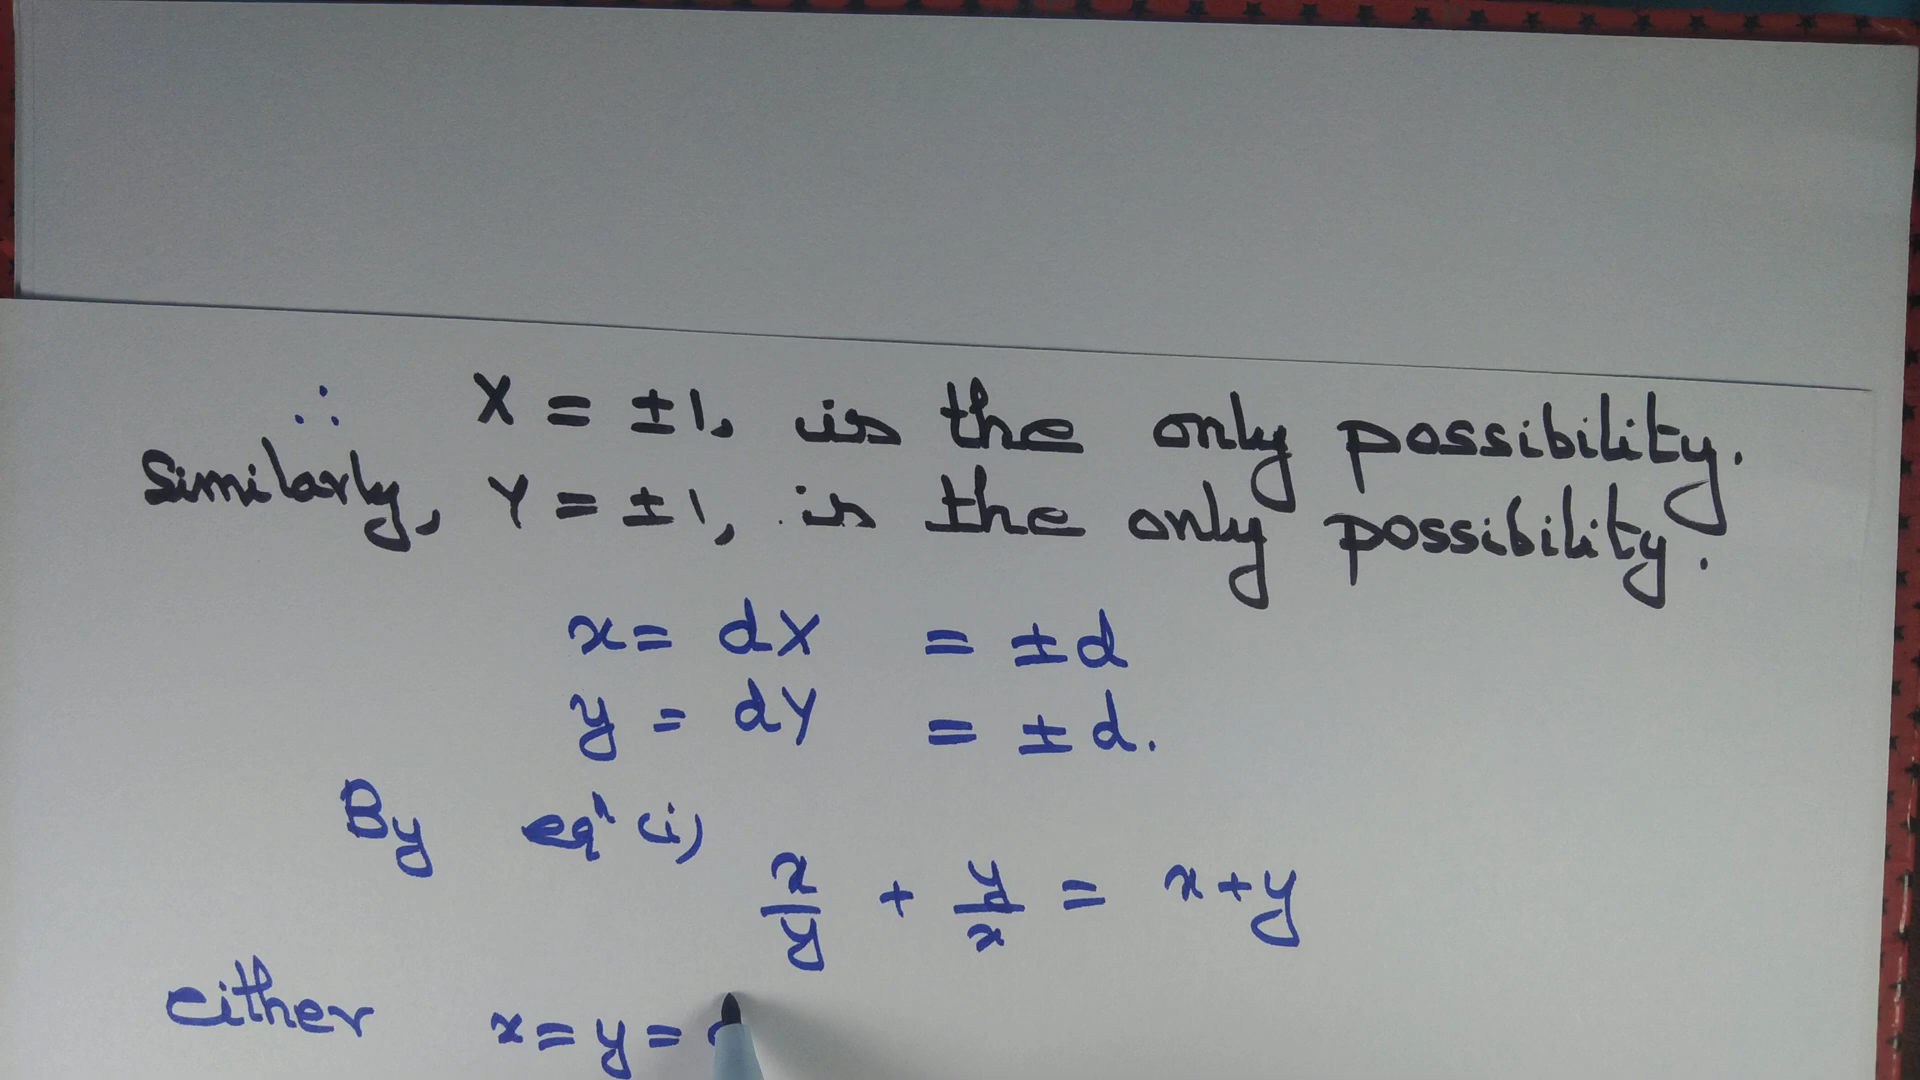 ∴ X = ±1, is the only possibility.
Similarly, Y = ±1, is the only possibility.
x = dX = ±d
y = dY = ±d.
By eqⁿ (i)
x/y + y/x = x+y
either x = y =